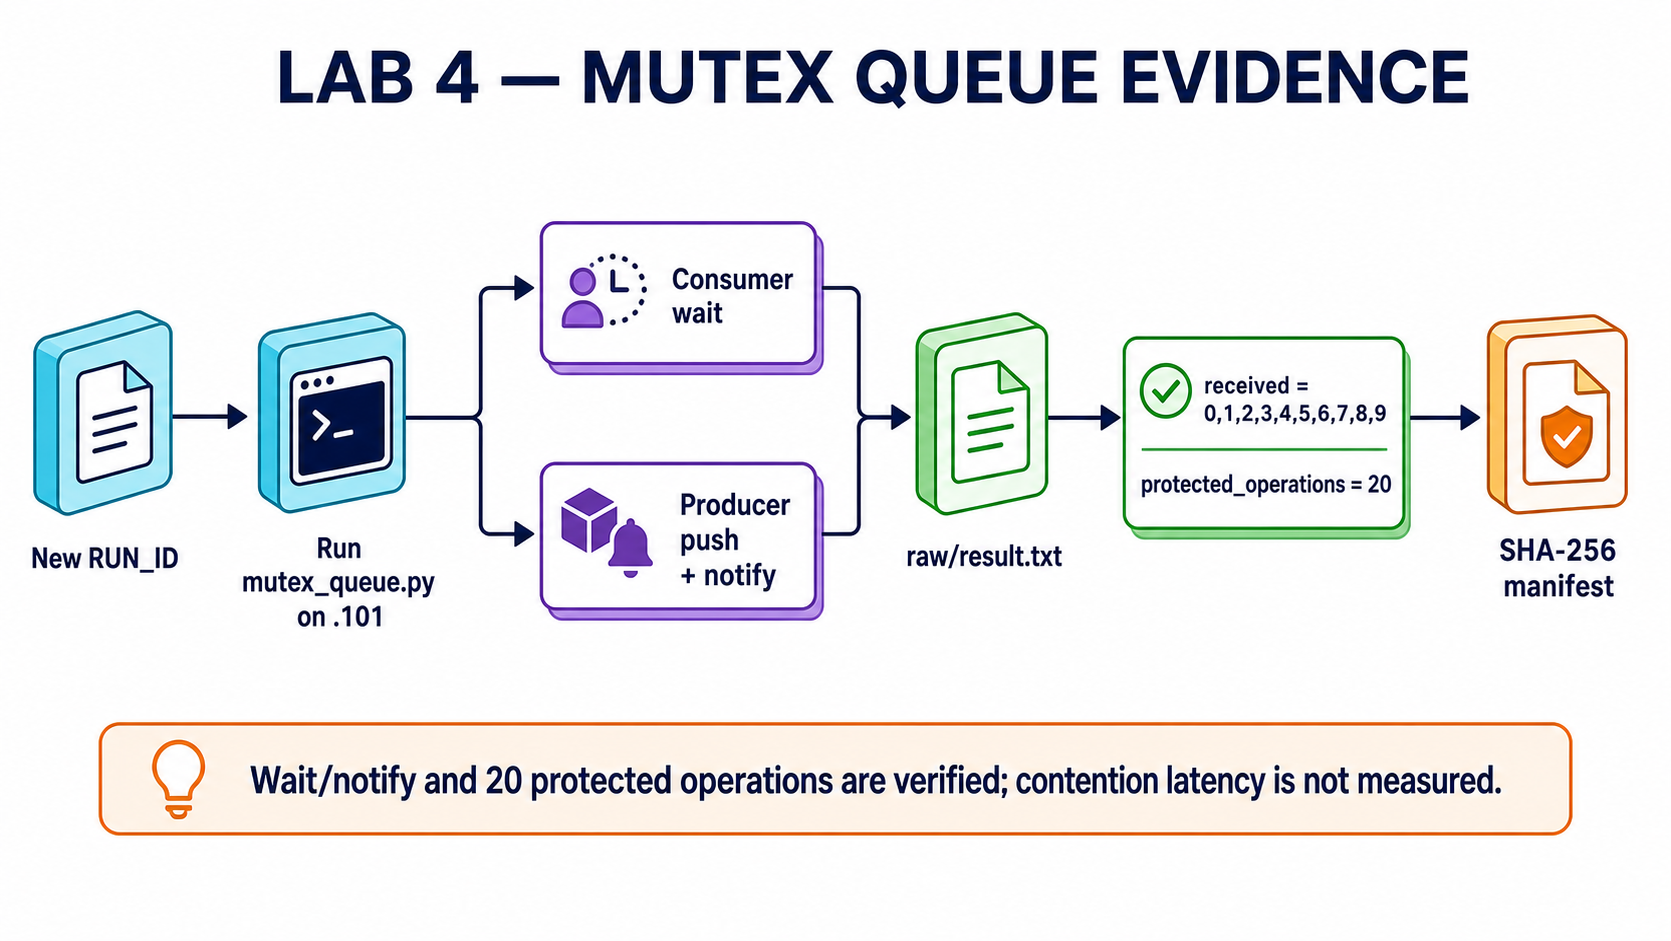 LAB 4 — MUTEX QUEUE EVIDENCE
New RUN_ID
Run
mutex_queue.py
on .101
Consumer
wait
Producer
push
+ notify
raw/result.txt
received =
0,1,2,3,4,5,6,7,8,9
protected_operations = 20
SHA-256
manifest
Wait/notify and 20 protected operations are verified; contention latency is not measured.